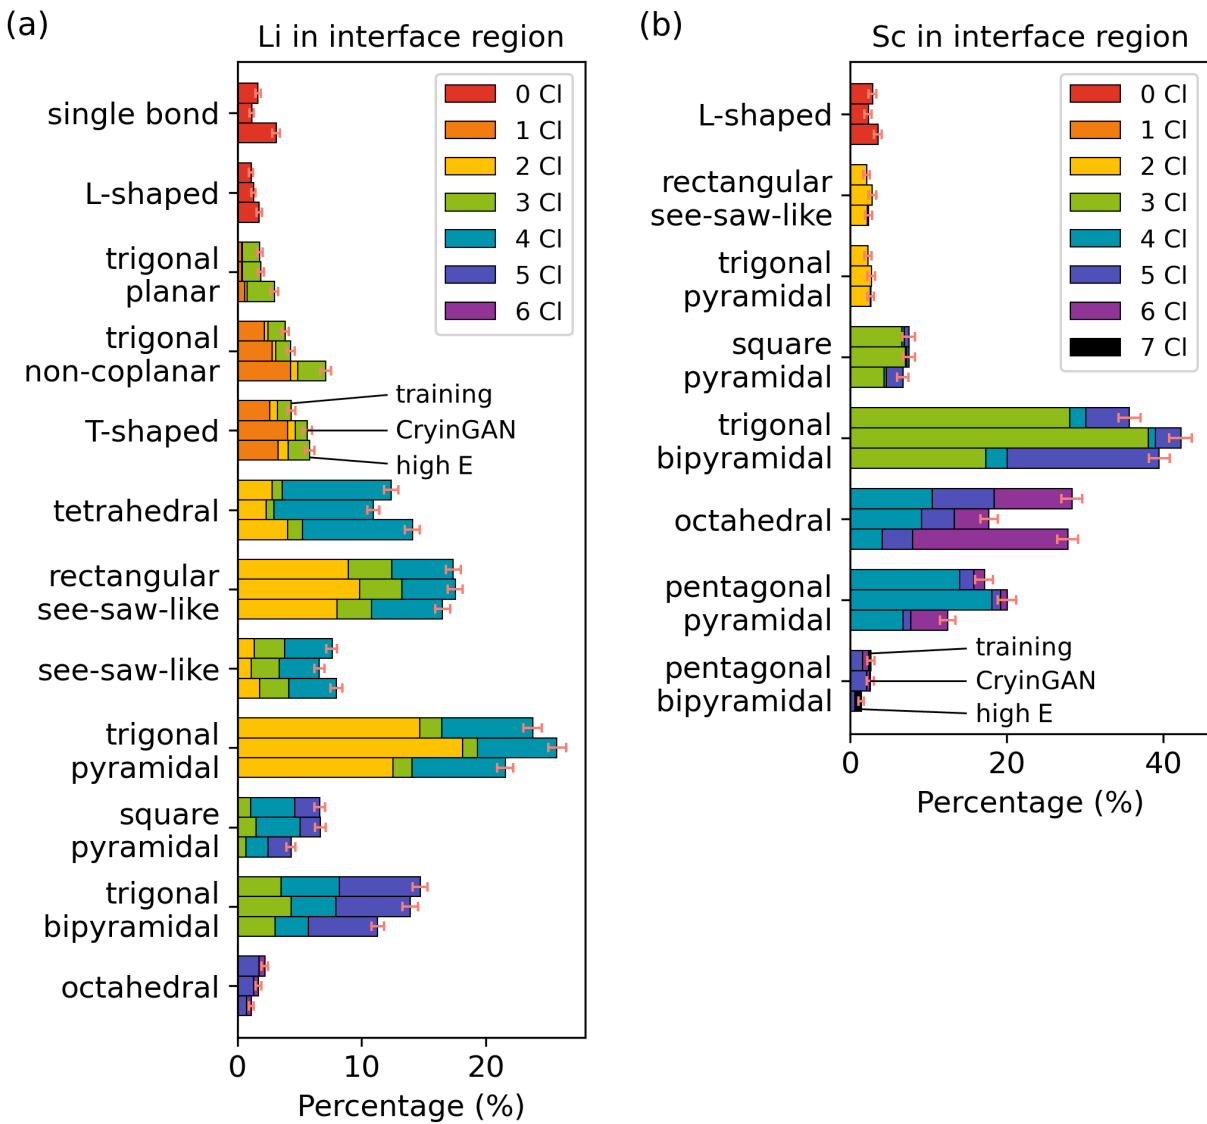 (a)
Li in interface region
single bond
L-shaped
trigonal
planar
trigonal
non-coplanar
T-shaped
tetrahedral
rectangular
see-saw-like
see-saw-like
trigonal
pyramidal
square
pyramidal
trigonal
bipyramidal
octahedral
0 Cl
1 Cl
2 Cl
3 Cl
4 Cl
5 Cl
6 Cl
training
CryinGAN
high E
0
10
20
Percentage (%)
(b)
Sc in interface region
L-shaped
rectangular
see-saw-like
trigonal
pyramidal
square
pyramidal
trigonal
bipyramidal
octahedral
pentagonal
pyramidal
pentagonal
bipyramidal
0 Cl
1 Cl
2 Cl
3 Cl
4 Cl
5 Cl
6 Cl
7 Cl
training
CryinGAN
high E
0
20
40
Percentage (%)